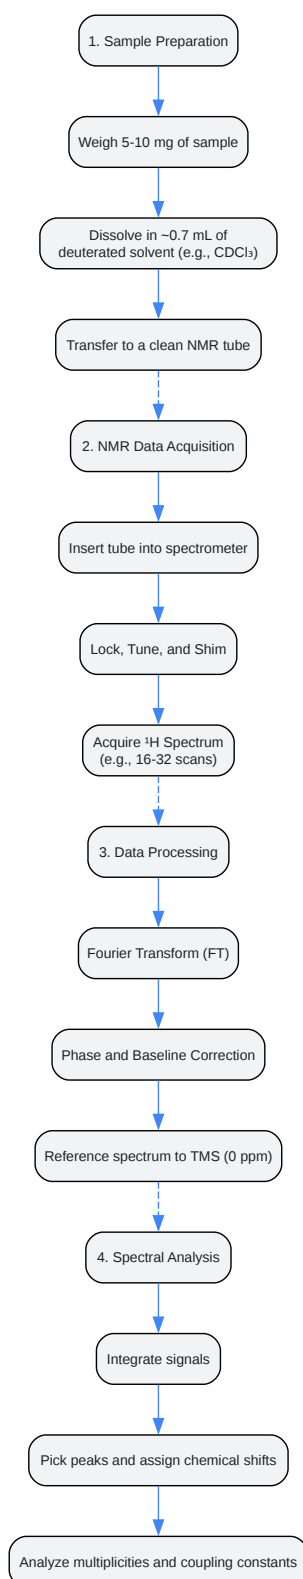 1. Sample Preparation
Weigh 5-10 mg of sample
Dissolve in ~0.7 mL of
deuterated solvent (e.g., CDCl₃)
Transfer to a clean NMR tube
2. NMR Data Acquisition
Insert tube into spectrometer
Lock, Tune, and Shim
Acquire ¹H Spectrum
(e.g., 16-32 scans)
3. Data Processing
Fourier Transform (FT)
Phase and Baseline Correction
Reference spectrum to TMS (0 ppm)
4. Spectral Analysis
Integrate signals
Pick peaks and assign chemical shifts
Analyze multiplicities and coupling constants